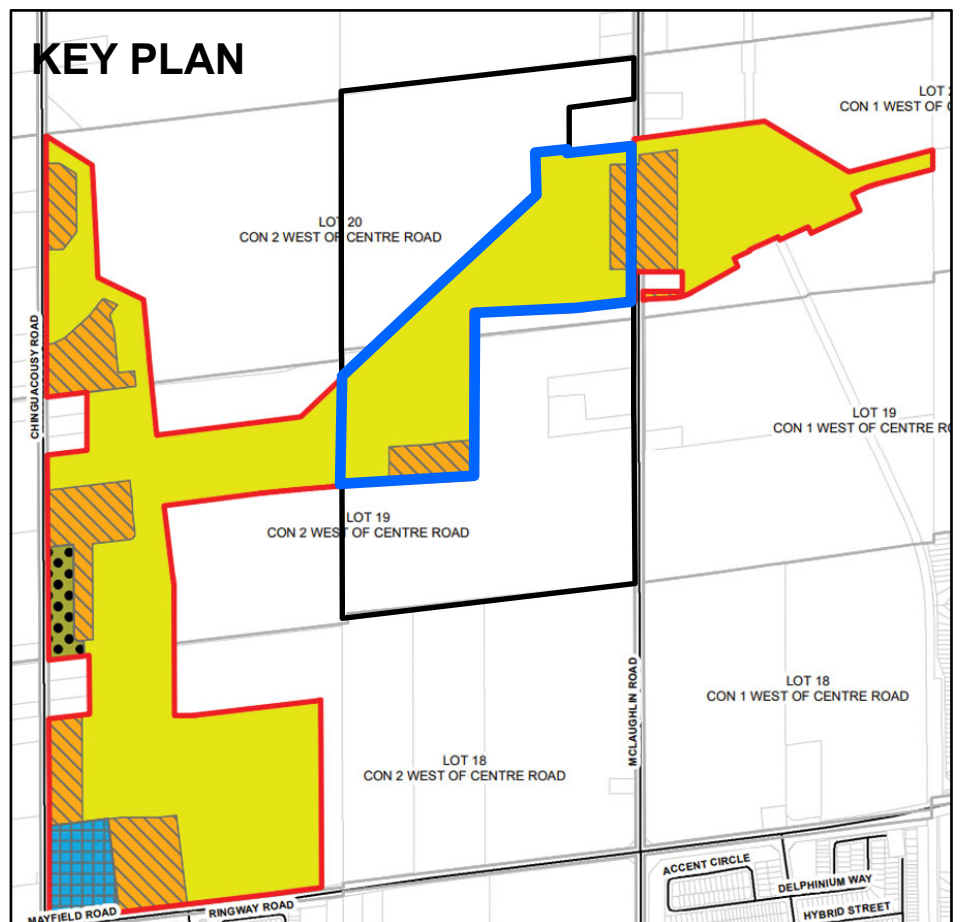 KEY PLAN
LOT
CON 1 WEST OF
LOT 20
CON 2 WEST OF CENTRE ROAD
CHINGUACOUSY ROAD
LOT 19
CON 1 WEST OF CENTRE
LOT 19
CON 2 WEST OF CENTRE ROAD
MCLAUGHLIN ROAD
LOT 18
CON 1 WEST OF CENTRE ROAD
LOT 18
CON 2 WEST OF CENTRE ROAD
ACCENT CIRCLE
DELPHINIUM WAY
HYBRID STREET
RINGWAY ROAD
MAYFIELD ROAD